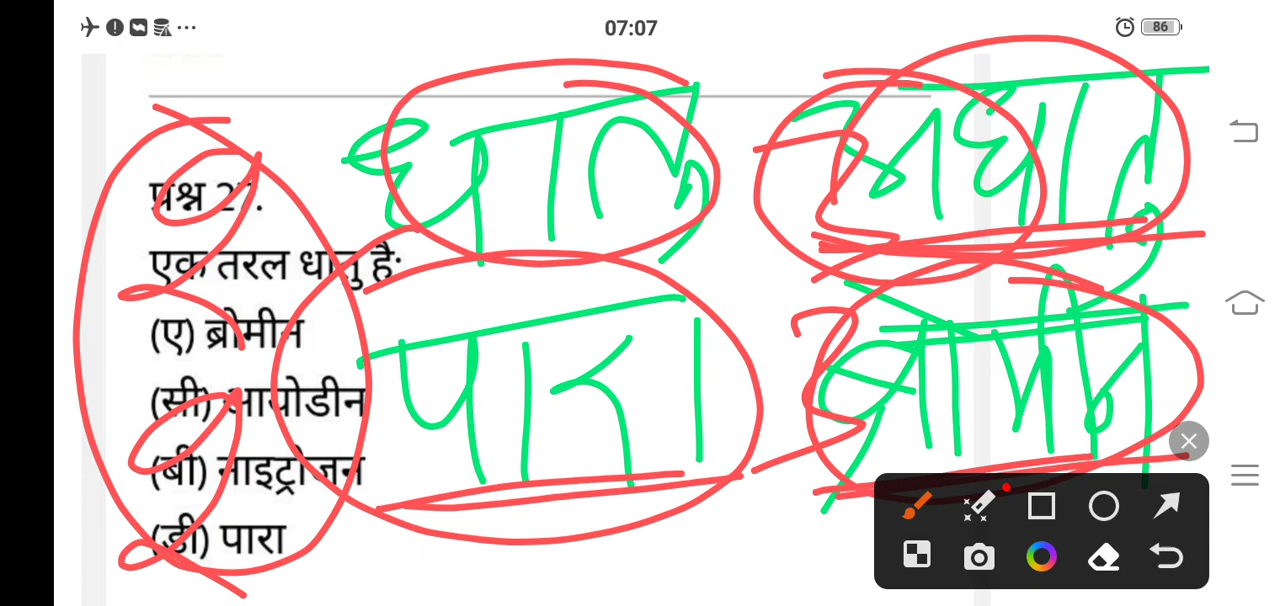 07:07
86
धातु
अधातु
प्रश्न 27.
एक तरल धातु है:
(ए) ब्रोमीन
(सी) आयोडीन
(बी) नाइट्रोजन
(डी) पारा
पारा
ब्रोमीन